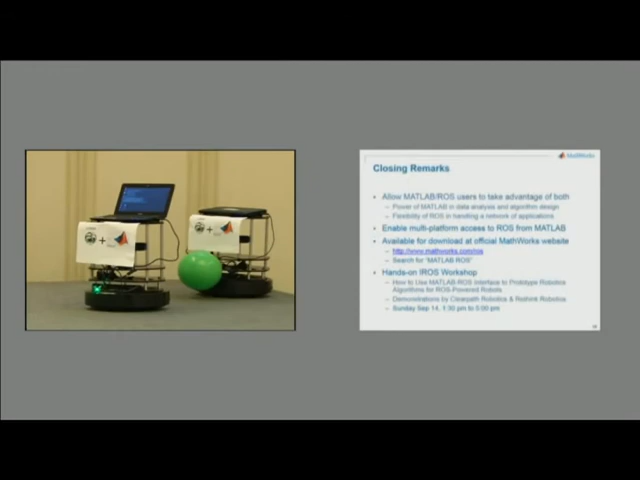 MathWorks
Closing Remarks
• Allow MATLAB/ROS users to take advantage of both
– Power of MATLAB in data analysis and algorithm design
– Flexibility of ROS in handling a network of applications
• Enable multi-platform access to ROS from MATLAB
• Available for download at official MathWorks website
– http://www.mathworks.com/ros
– Search for "MATLAB ROS"
• Hands-on IROS Workshop
– How to Use MATLAB-ROS Interface to Prototype Robotics
Algorithms for ROS-Powered Robots
– Demonstrations by Clearpath Robotics & Rethink Robotics
– Sunday Sep 14, 1:30 pm to 5:00 pm
+
+